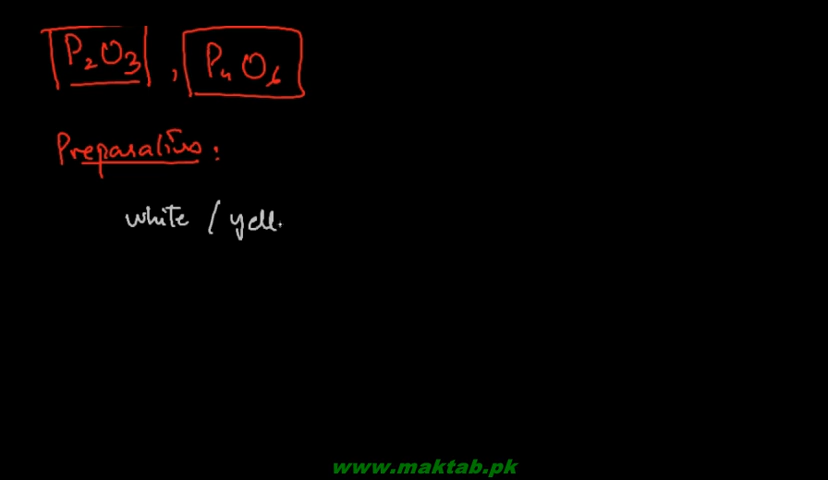 P₂O₃, P₄O₆
Preparation:
white / yell.
www.maktab.pk